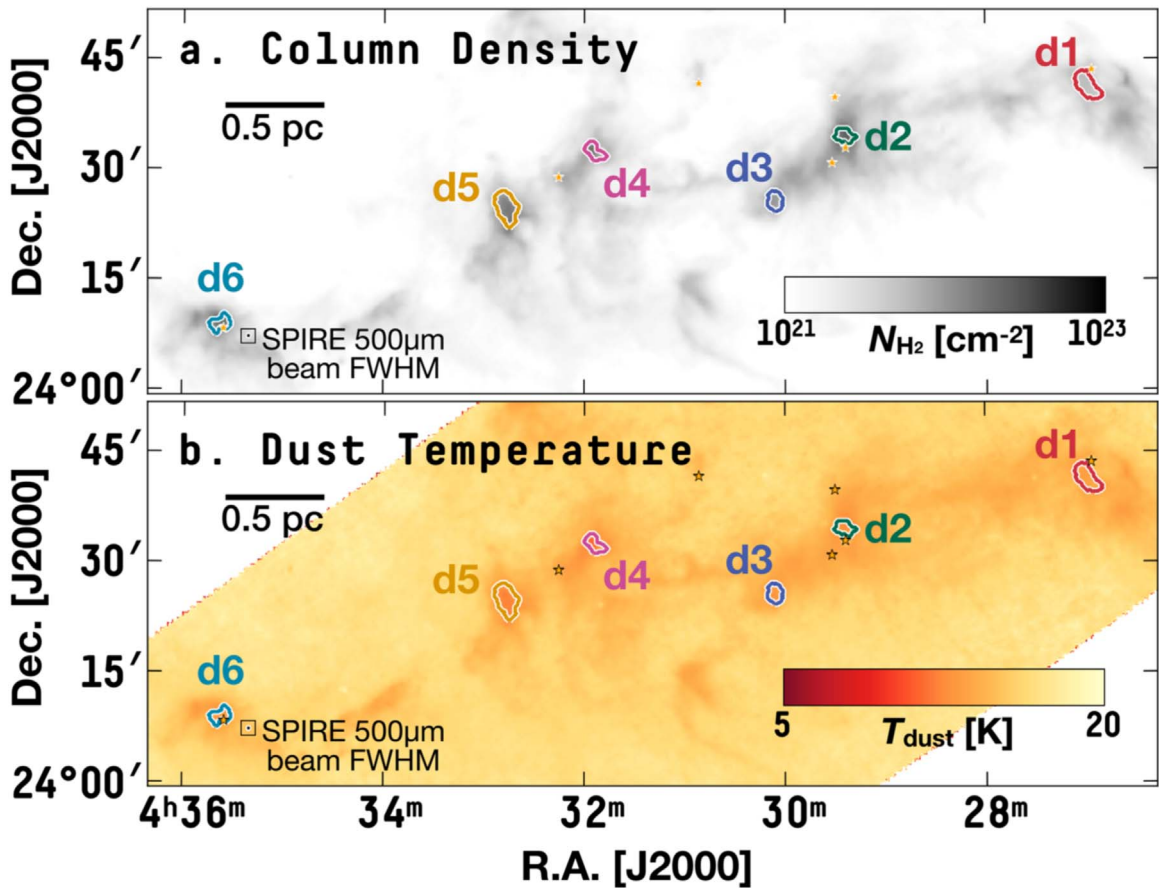 a. Column Density
45′
d1
0.5 pc
d2
30′
d3
d4
d5
Dec. [J2000]
15′
d6
SPIRE 500μm
beam FWHM
10²¹ N_H₂ [cm⁻²] 10²³
24°00′
b. Dust Temperature
45′
d1
0.5 pc
d2
30′
d3
d4
d5
Dec. [J2000]
15′
d6
SPIRE 500μm
beam FWHM
5 T_dust [K] 20
24°00′
4ʰ36ᵐ 34ᵐ 32ᵐ 30ᵐ 28ᵐ
R.A. [J2000]